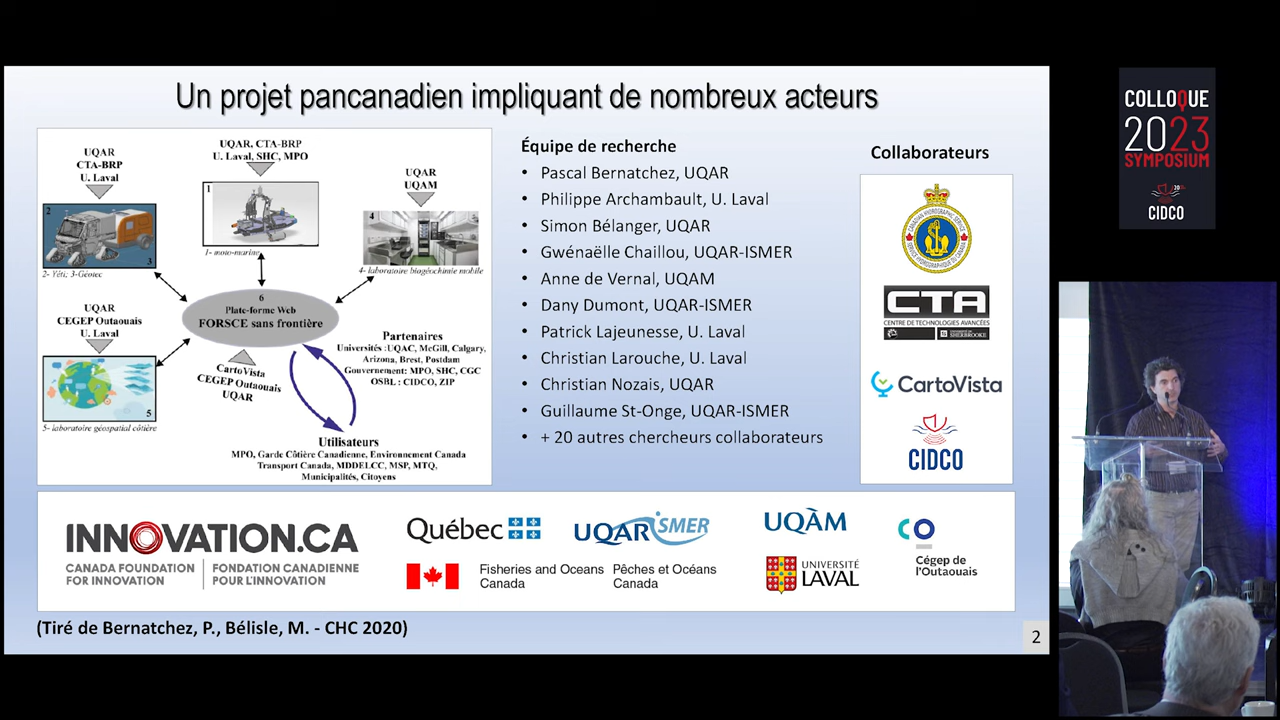 Un projet pancanadien impliquant de nombreux acteurs
UQAR
CTA-BRP
U. Laval
UQAR, CTA-BRP
U. Laval, SHC, MPO
UQAR
UQAM
2
3
2- Yéti; 3-Géotec
1
1- moto-marine
4
4- laboratoire biogéochimie mobile
6
Plate-forme Web
FORSCE sans frontière
UQAR
CEGEP Outaouais
U. Laval
5
5- laboratoire géospatial côtière
CartoVista
CEGEP Outaouais
UQAR
Partenaires
Universités :UQAC, McGill, Calgary,
Arizona, Brest, Postdam
Gouvernement: MPO, SHC, CGC
OSBL : CIDCO, ZIP
Utilisateurs
MPO, Garde Côtière Canadienne, Environnement Canada
Transport Canada, MDDELCC, MSP, MTQ,
Municipalités, Citoyens
Équipe de recherche
• Pascal Bernatchez, UQAR
• Philippe Archambault, U. Laval
• Simon Bélanger, UQAR
• Gwénaëlle Chaillou, UQAR-ISMER
• Anne de Vernal, UQAM
• Dany Dumont, UQAR-ISMER
• Patrick Lajeunesse, U. Laval
• Christian Larouche, U. Laval
• Christian Nozais, UQAR
• Guillaume St-Onge, UQAR-ISMER
• + 20 autres chercheurs collaborateurs
Collaborateurs
CTA
CENTRE DE TECHNOLOGIES AVANCÉES
CartoVista
CIDCO
INNOVATION.CA
CANADA FOUNDATION
FOR INNOVATION
FONDATION CANADIENNE
POUR L'INNOVATION
Québec
UQAR ISMER
UQÀM
Cégep de
l'Outaouais
Fisheries and Oceans
Canada
Pêches et Océans
Canada
UNIVERSITÉ
LAVAL
(Tiré de Bernatchez, P., Bélisle, M. - CHC 2020)
2
COLLOQUE
2023
SYMPOSIUM
CIDCO